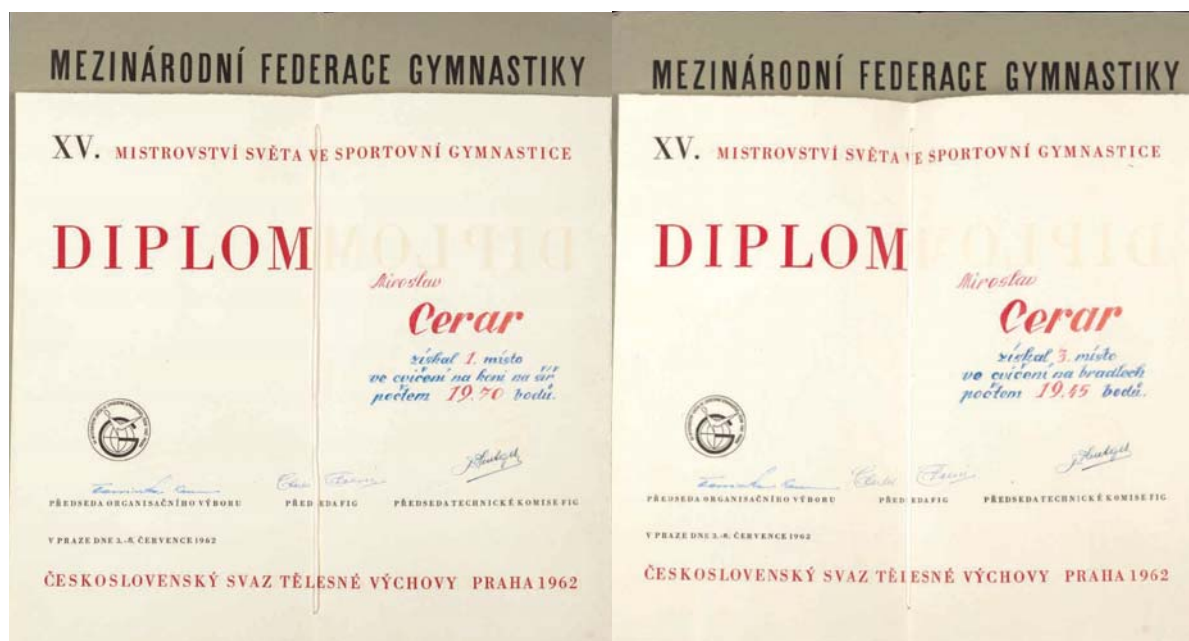 MEZINÁRODNÍ FEDERACE GYMNASTIKY
XV. MISTROVSTVÍ SVĚTA VE SPORTOVNÍ GYMNASTICE
DIPLOM
Miroslav
Cerar
získal 1. místo
ve cvičení na koni na šíř
počtem 19.70 bodů.
PŘEDSEDA ORGANISAČNÍHO VÝBORU PŘEDSEDA FIG PŘEDSEDA TECHNICKÉ KOMISE FIG
V PRAZE DNE 3.-8. ČERVENCE 1962
ČESKOSLOVENSKÝ SVAZ TĚLESNÉ VÝCHOVY PRAHA 1962
MEZINÁRODNÍ FEDERACE GYMNASTIKY
XV. MISTROVSTVÍ SVĚTA VE SPORTOVNÍ GYMNASTICE
DIPLOM
Miroslav
Cerar
získal 3. místo
ve cvičení na bradlech
počtem 19.45 bodů.
PŘEDSEDA ORGANISAČNÍHO VÝBORU PŘEDSEDA FIG PŘEDSEDA TECHNICKÉ KOMISE FIG
V PRAZE DNE 3.-8. ČERVENCE 1962
ČESKOSLOVENSKÝ SVAZ TĚLESNÉ VÝCHOVY PRAHA 1962